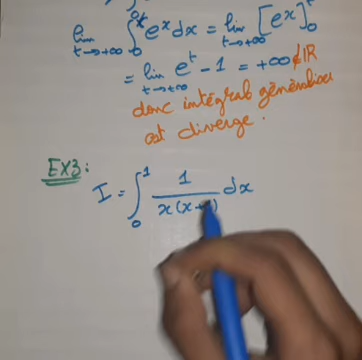 lim t→+∞ ∫₀ᵗ eˣ dx = lim t→+∞ [eˣ]₀ᵗ
= lim t→+∞ eᵗ - 1 = +∞ ∉ IR
donc intégral généralisée
est diverge.
EX3:
I = ∫₀¹ 1/(x(x- )) dx